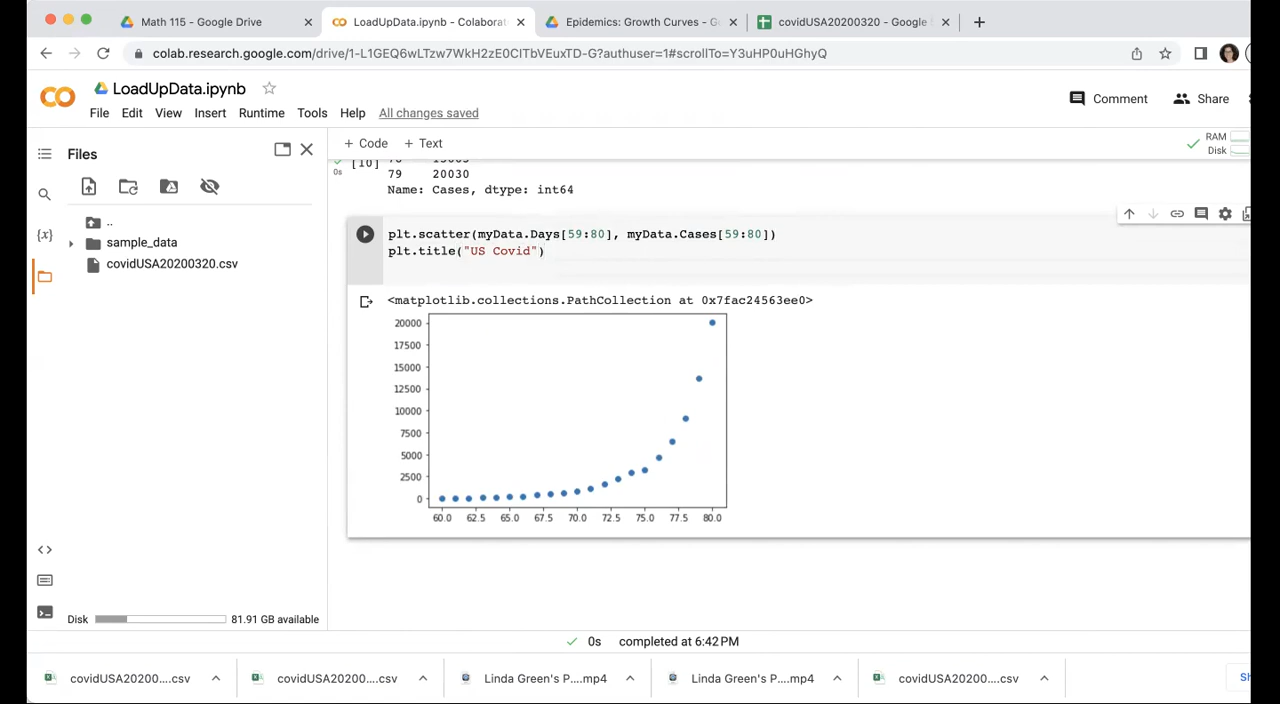 Math 115 - Google Drive
LoadUpData.ipynb - Colaborat
Epidemics: Growth Curves - G
covidUSA20200320 - Google
colab.research.google.com/drive/1-L1GEQ6wLTzw7WkH2zE0ClTbVEuxTD-G?authuser=1#scrollTo=Y3uHP0uHGhyQ
LoadUpData.ipynb
File Edit View Insert Runtime Tools Help All changes saved
Comment Share
Files
+ Code + Text
RAM
Disk
..
sample_data
covidUSA20200320.csv
{x}
[10]
0s
79 20030
Name: Cases, dtype: int64
plt.scatter(myData.Days[59:80], myData.Cases[59:80])
plt.title("US Covid")
<matplotlib.collections.PathCollection at 0x7fac24563ee0>
20000
17500
15000
12500
10000
7500
5000
2500
0
60.0 62.5 65.0 67.5 70.0 72.5 75.0 77.5 80.0
Disk 81.91 GB available
0s completed at 6:42 PM
covidUSA20200....csv
covidUSA20200....csv
Linda Green's P....mp4
Linda Green's P....mp4
covidUSA20200....csv